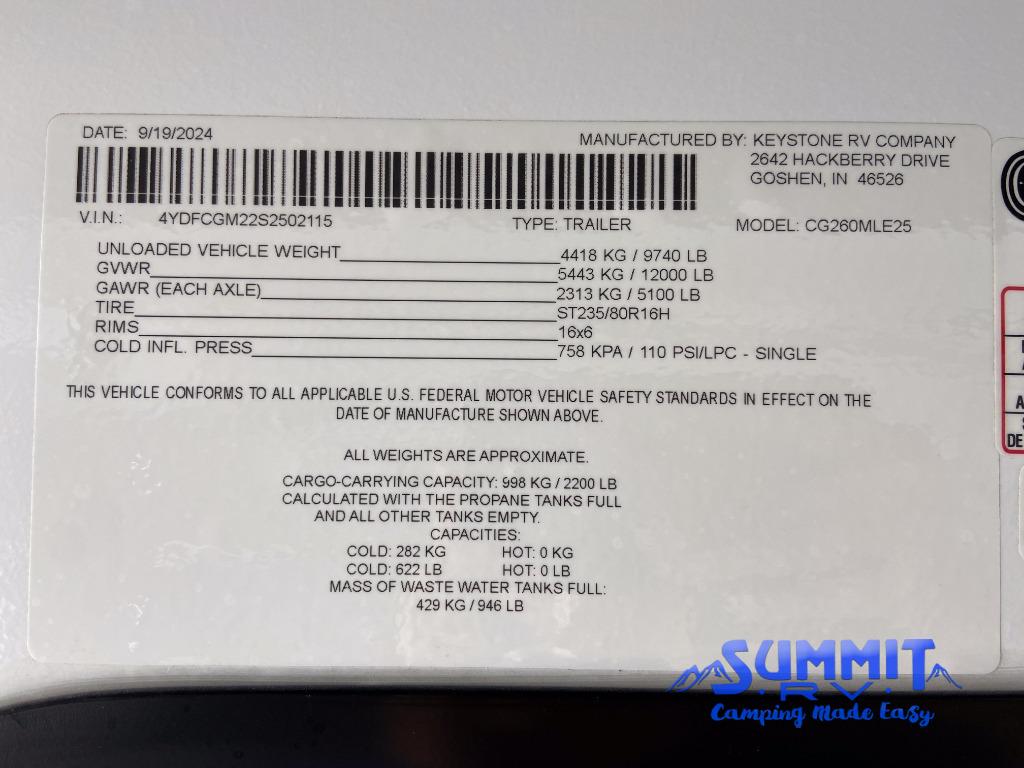 DATE: 9/19/2024
MANUFACTURED BY: KEYSTONE RV COMPANY
2642 HACKBERRY DRIVE
GOSHEN, IN 46526
V.I.N.: 4YDFCGM22S2502115 TYPE: TRAILER MODEL: CG260MLE25
UNLOADED VEHICLE WEIGHT 4418 KG / 9740 LB
GVWR 5443 KG / 12000 LB
GAWR (EACH AXLE) 2313 KG / 5100 LB
TIRE ST235/80R16H
RIMS 16x6
COLD INFL. PRESS 758 KPA / 110 PSI/LPC - SINGLE
THIS VEHICLE CONFORMS TO ALL APPLICABLE U.S. FEDERAL MOTOR VEHICLE SAFETY STANDARDS IN EFFECT ON THE
DATE OF MANUFACTURE SHOWN ABOVE.
ALL WEIGHTS ARE APPROXIMATE.
CARGO-CARRYING CAPACITY: 998 KG / 2200 LB
CALCULATED WITH THE PROPANE TANKS FULL
AND ALL OTHER TANKS EMPTY.
CAPACITIES:
COLD: 282 KG HOT: 0 KG
COLD: 622 LB HOT: 0 LB
MASS OF WASTE WATER TANKS FULL:
429 KG / 946 LB
SUMMIT
R.V.
Camping Made Easy